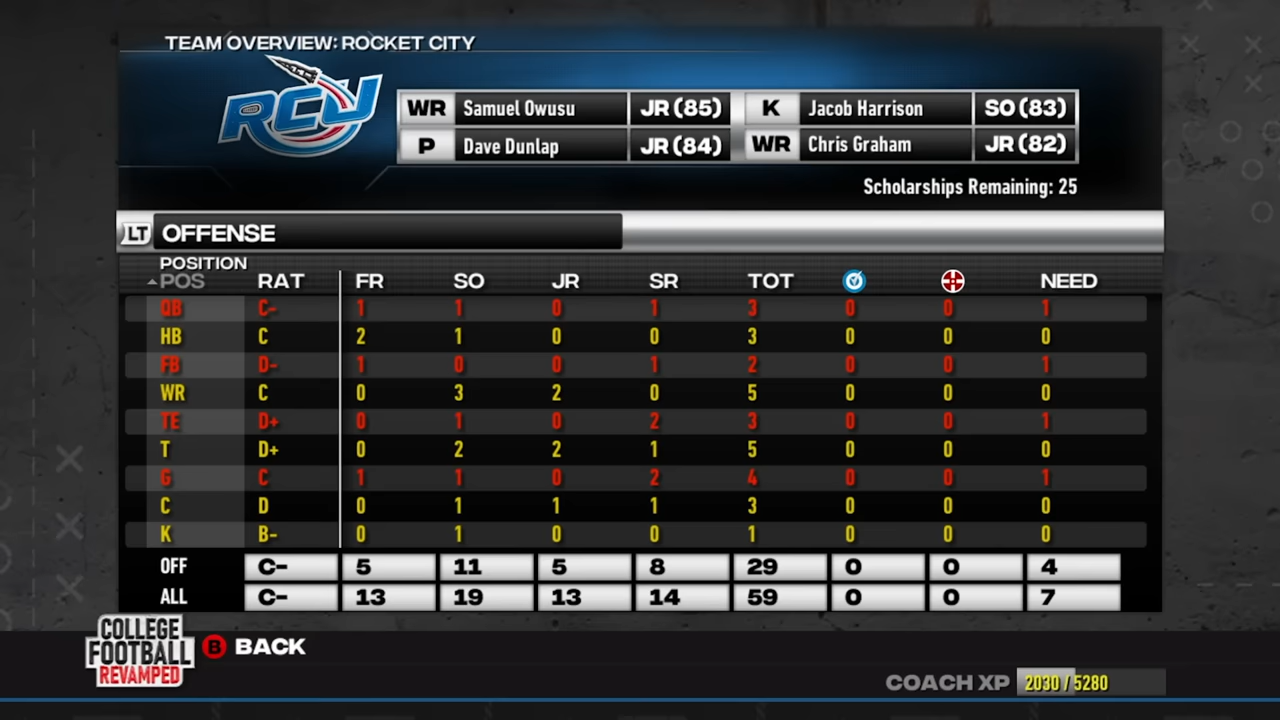 TEAM OVERVIEW: ROCKET CITY
RCU
WR Samuel Owusu JR (85) K Jacob Harrison SO (83)
P Dave Dunlap JR (84) WR Chris Graham JR (82)
Scholarships Remaining: 25
LT OFFENSE
POSITION
POS RAT FR SO JR SR TOT NEED
QB C- 1 1 0 1 3 0 0 1
HB C 2 1 0 0 3 0 0 0
FB D- 1 0 0 1 2 0 0 1
WR C 0 3 2 0 5 0 0 0
TE D+ 0 1 0 2 3 0 0 1
T D+ 0 2 2 1 5 0 0 0
G C 1 1 0 2 4 0 0 1
C D 0 1 1 1 3 0 0 0
K B- 0 1 0 0 1 0 0 0
OFF C- 5 11 5 8 29 0 0 4
ALL C- 13 19 13 14 59 0 0 7
COLLEGE
FOOTBALL
REVAMPED
B BACK
COACH XP 2030 / 5280